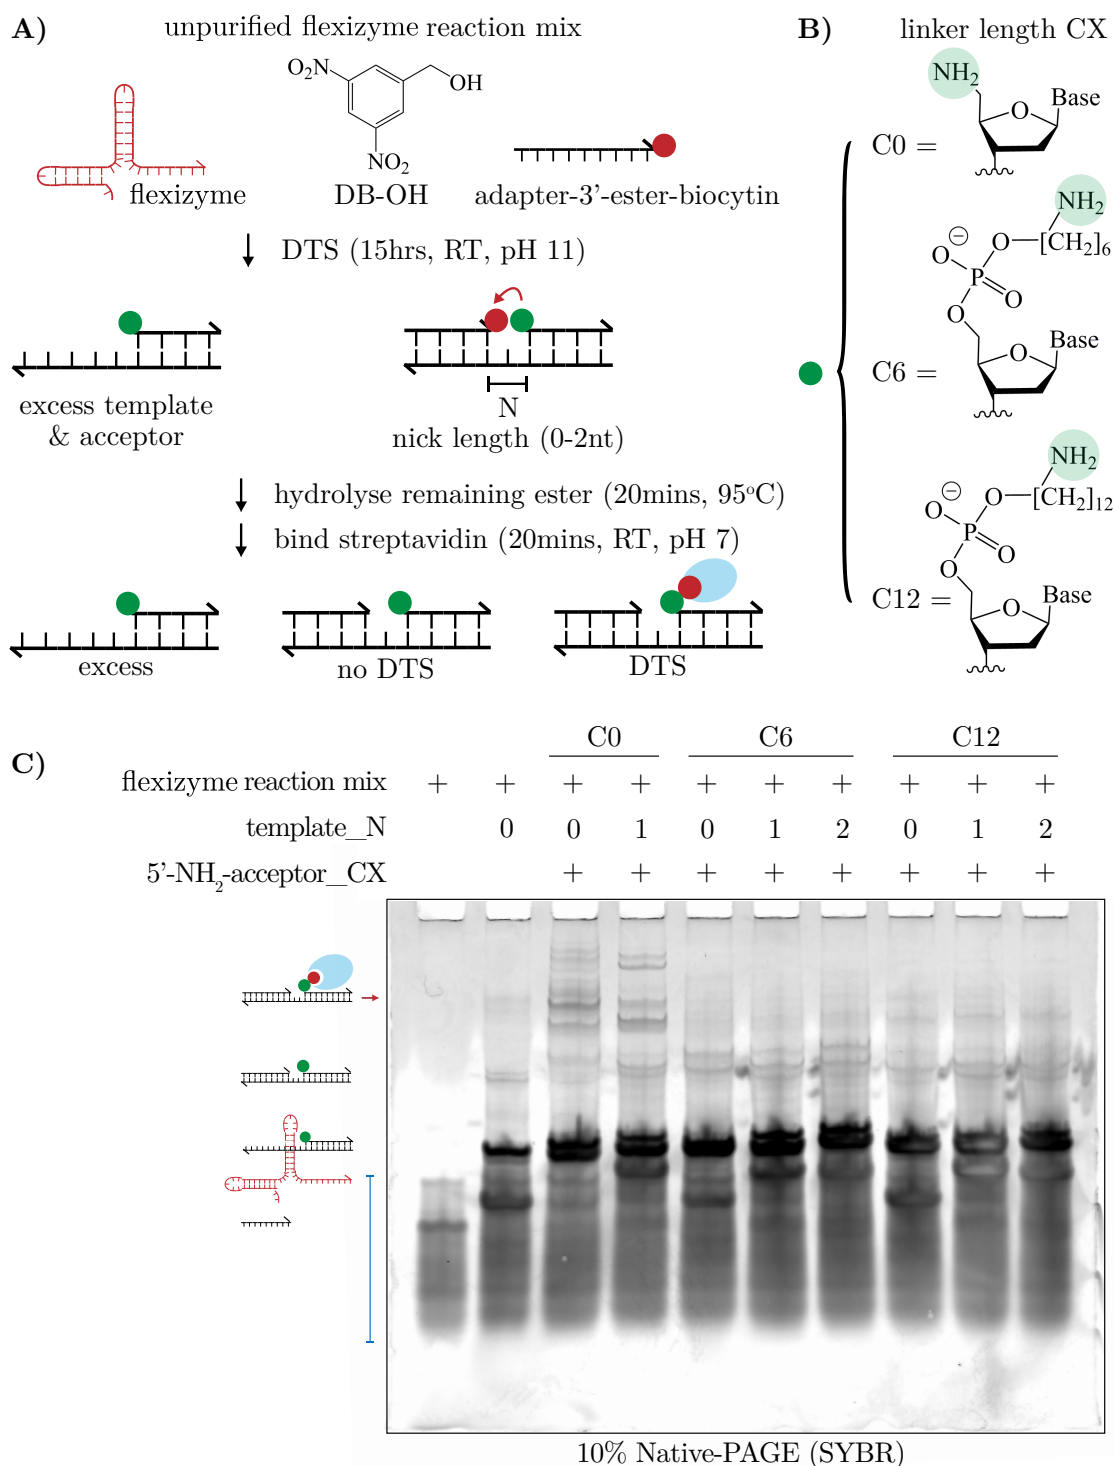 A)
unpurified flexizyme reaction mix
O₂N
OH
NO₂
flexizyme
DB-OH
adapter-3'-ester-biocytin
DTS (15hrs, RT, pH 11)
excess template
& acceptor
N
nick length (0-2nt)
hydrolyse remaining ester (20mins, 95°C)
bind streptavidin (20mins, RT, pH 7)
excess
no DTS
DTS
B)
linker length CX
NH₂
O
Base
C0 =
NH₂
⊖
O—[CH₂]₆
O
P
O
O
O
Base
C6 =
NH₂
⊖
O—[CH₂]₁₂
O
P
O
O
O
Base
C12 =
C)
C0 C6 C12
flexizyme reaction mix + + + + + + + + + +
template_N 0 0 1 0 1 2 0 1 2
5'-NH₂-acceptor_CX + + + + + + + +
10% Native-PAGE (SYBR)